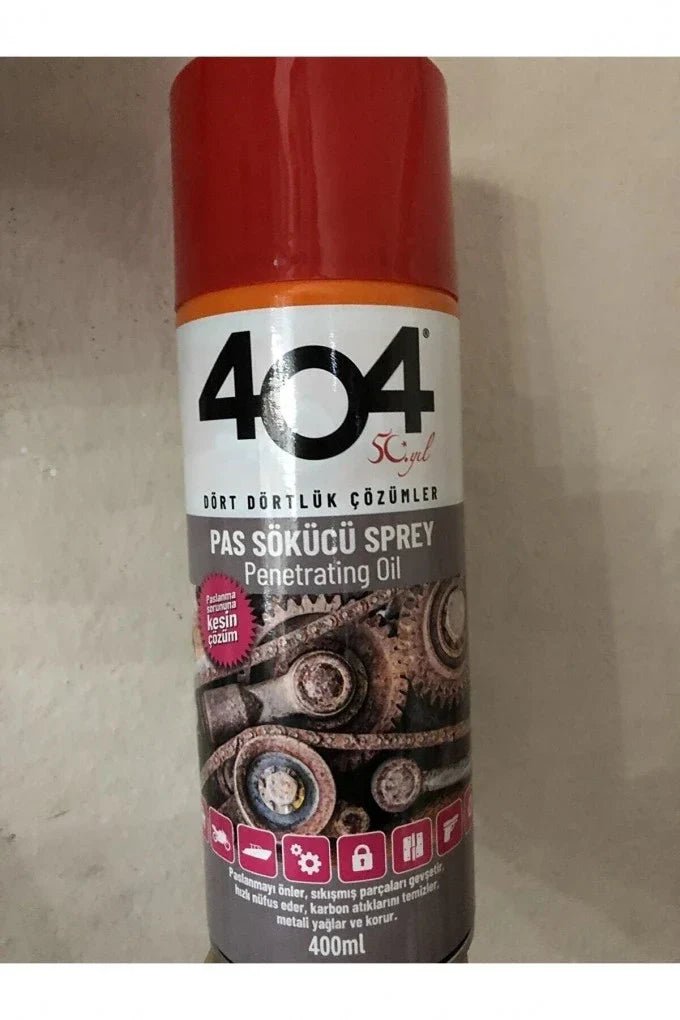 404®
50.yıl
DÖRT DÖRTLÜK ÇÖZÜMLER
PAS SÖKÜCÜ SPREY
Penetrating Oil
Paslanma
sorununa
kesin
çözüm
Paslanmayı önler, sıkışmış parçaları gevşetir,
hızlı nüfus eder, karbon atıklarını temizler,
metali yağlar ve korur.
400ml